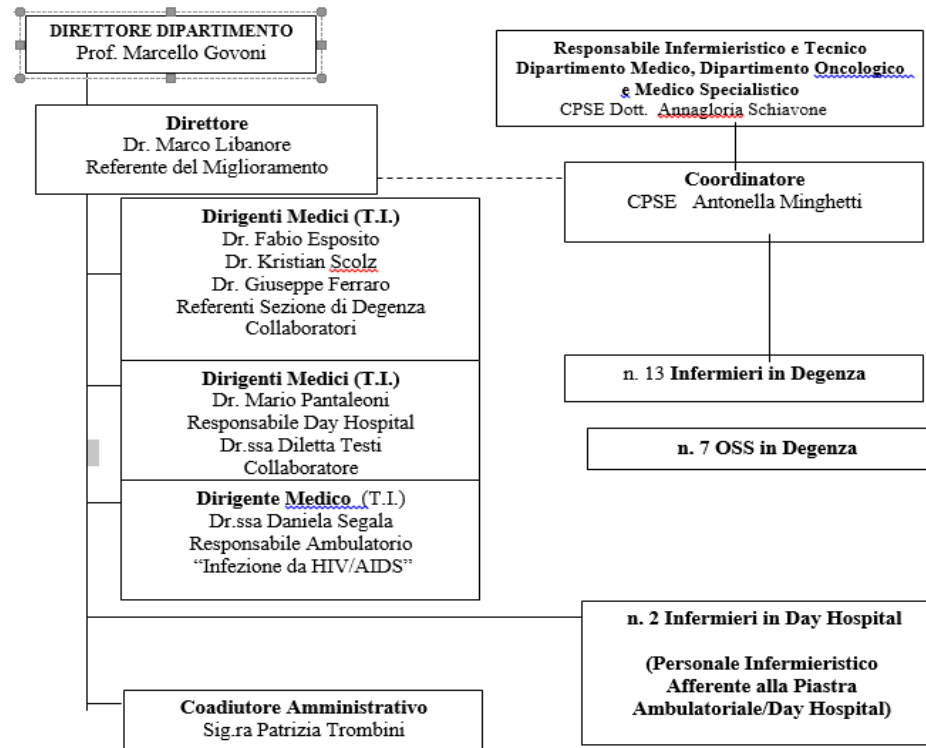 DIRETTORE DIPARTIMENTO
Prof. Marcello Govoni
Responsabile Infermieristico e Tecnico
Dipartimento Medico, Dipartimento Oncologico
e Medico Specialistico
CPSE Dott. Annagloria Schiavone
Direttore
Dr. Marco Libanore
Referente del Miglioramento
Coordinatore
CPSE Antonella Minghetti
Dirigenti Medici (T.I.)
Dr. Fabio Esposito
Dr. Kristian Scolz
Dr. Giuseppe Ferraro
Referenti Sezione di Degenza
Collaboratori
Dirigenti Medici (T.I.)
Dr. Mario Pantaleoni
Responsabile Day Hospital
Dr.ssa Diletta Testi
Collaboratore
n. 13 Infermieri in Degenza
n. 7 OSS in Degenza
Dirigente Medico (T.I.)
Dr.ssa Daniela Segala
Responsabile Ambulatorio
“Infezione da HIV/AIDS”
n. 2 Infermieri in Day Hospital
(Personale Infermieristico
Afferente alla Piastra
Ambulatoriale/Day Hospital)
Coadiutore Amministrativo
Sig.ra Patrizia Trombini